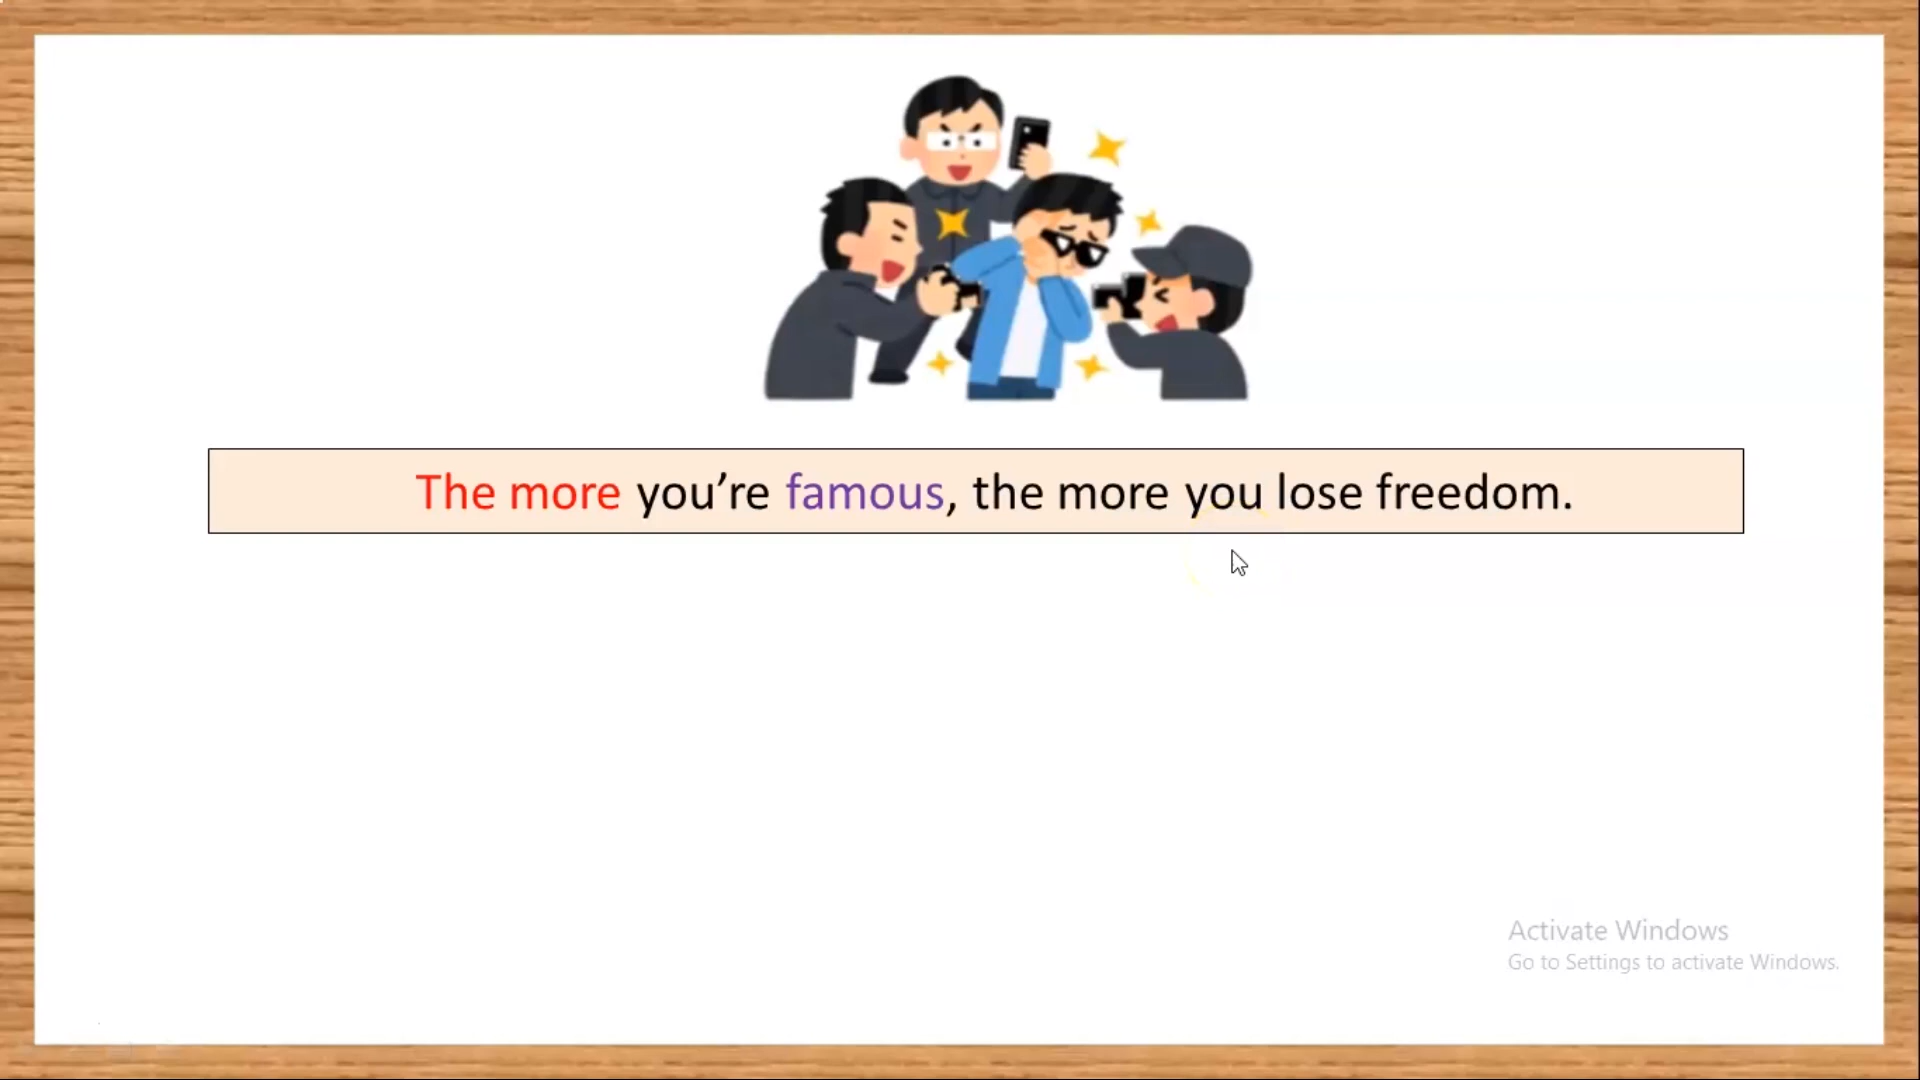 The more you’re famous, the more you lose freedom.
Activate Windows
Go to Settings to activate Windows.